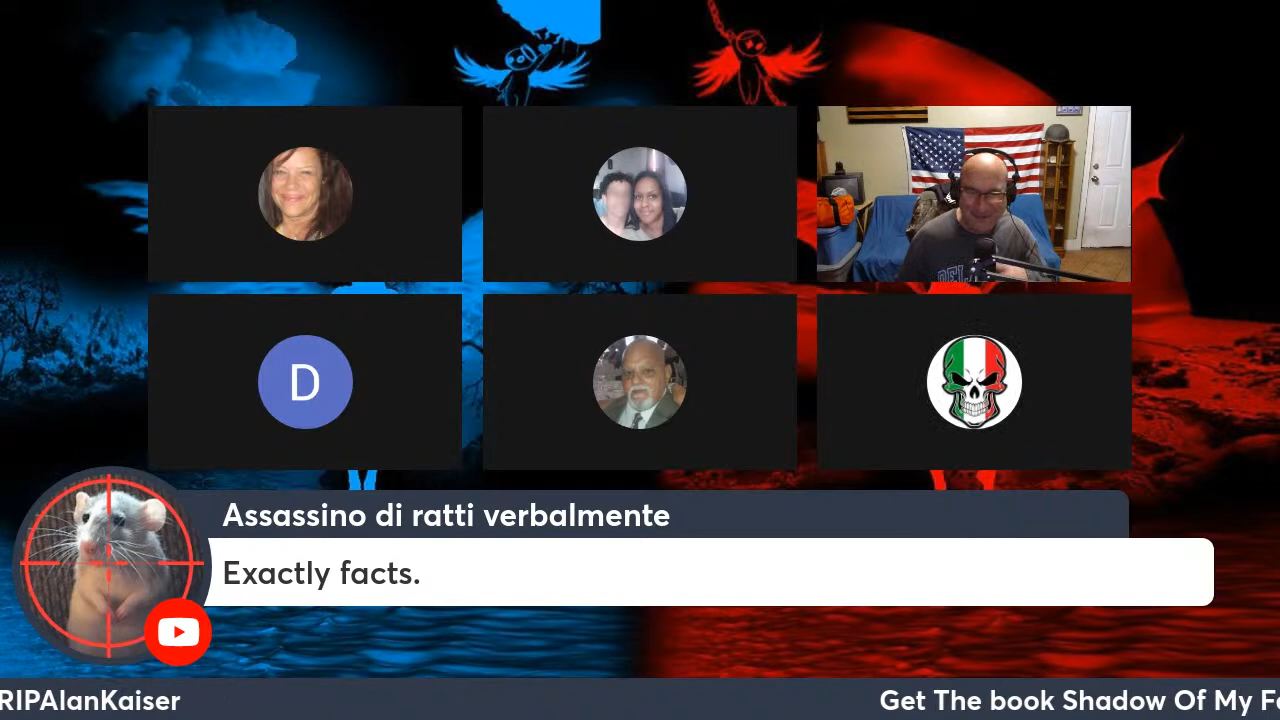 D
Assassino di ratti verbalmente
Exactly facts.
RIPAlanKaiser
Get The book Shadow Of My